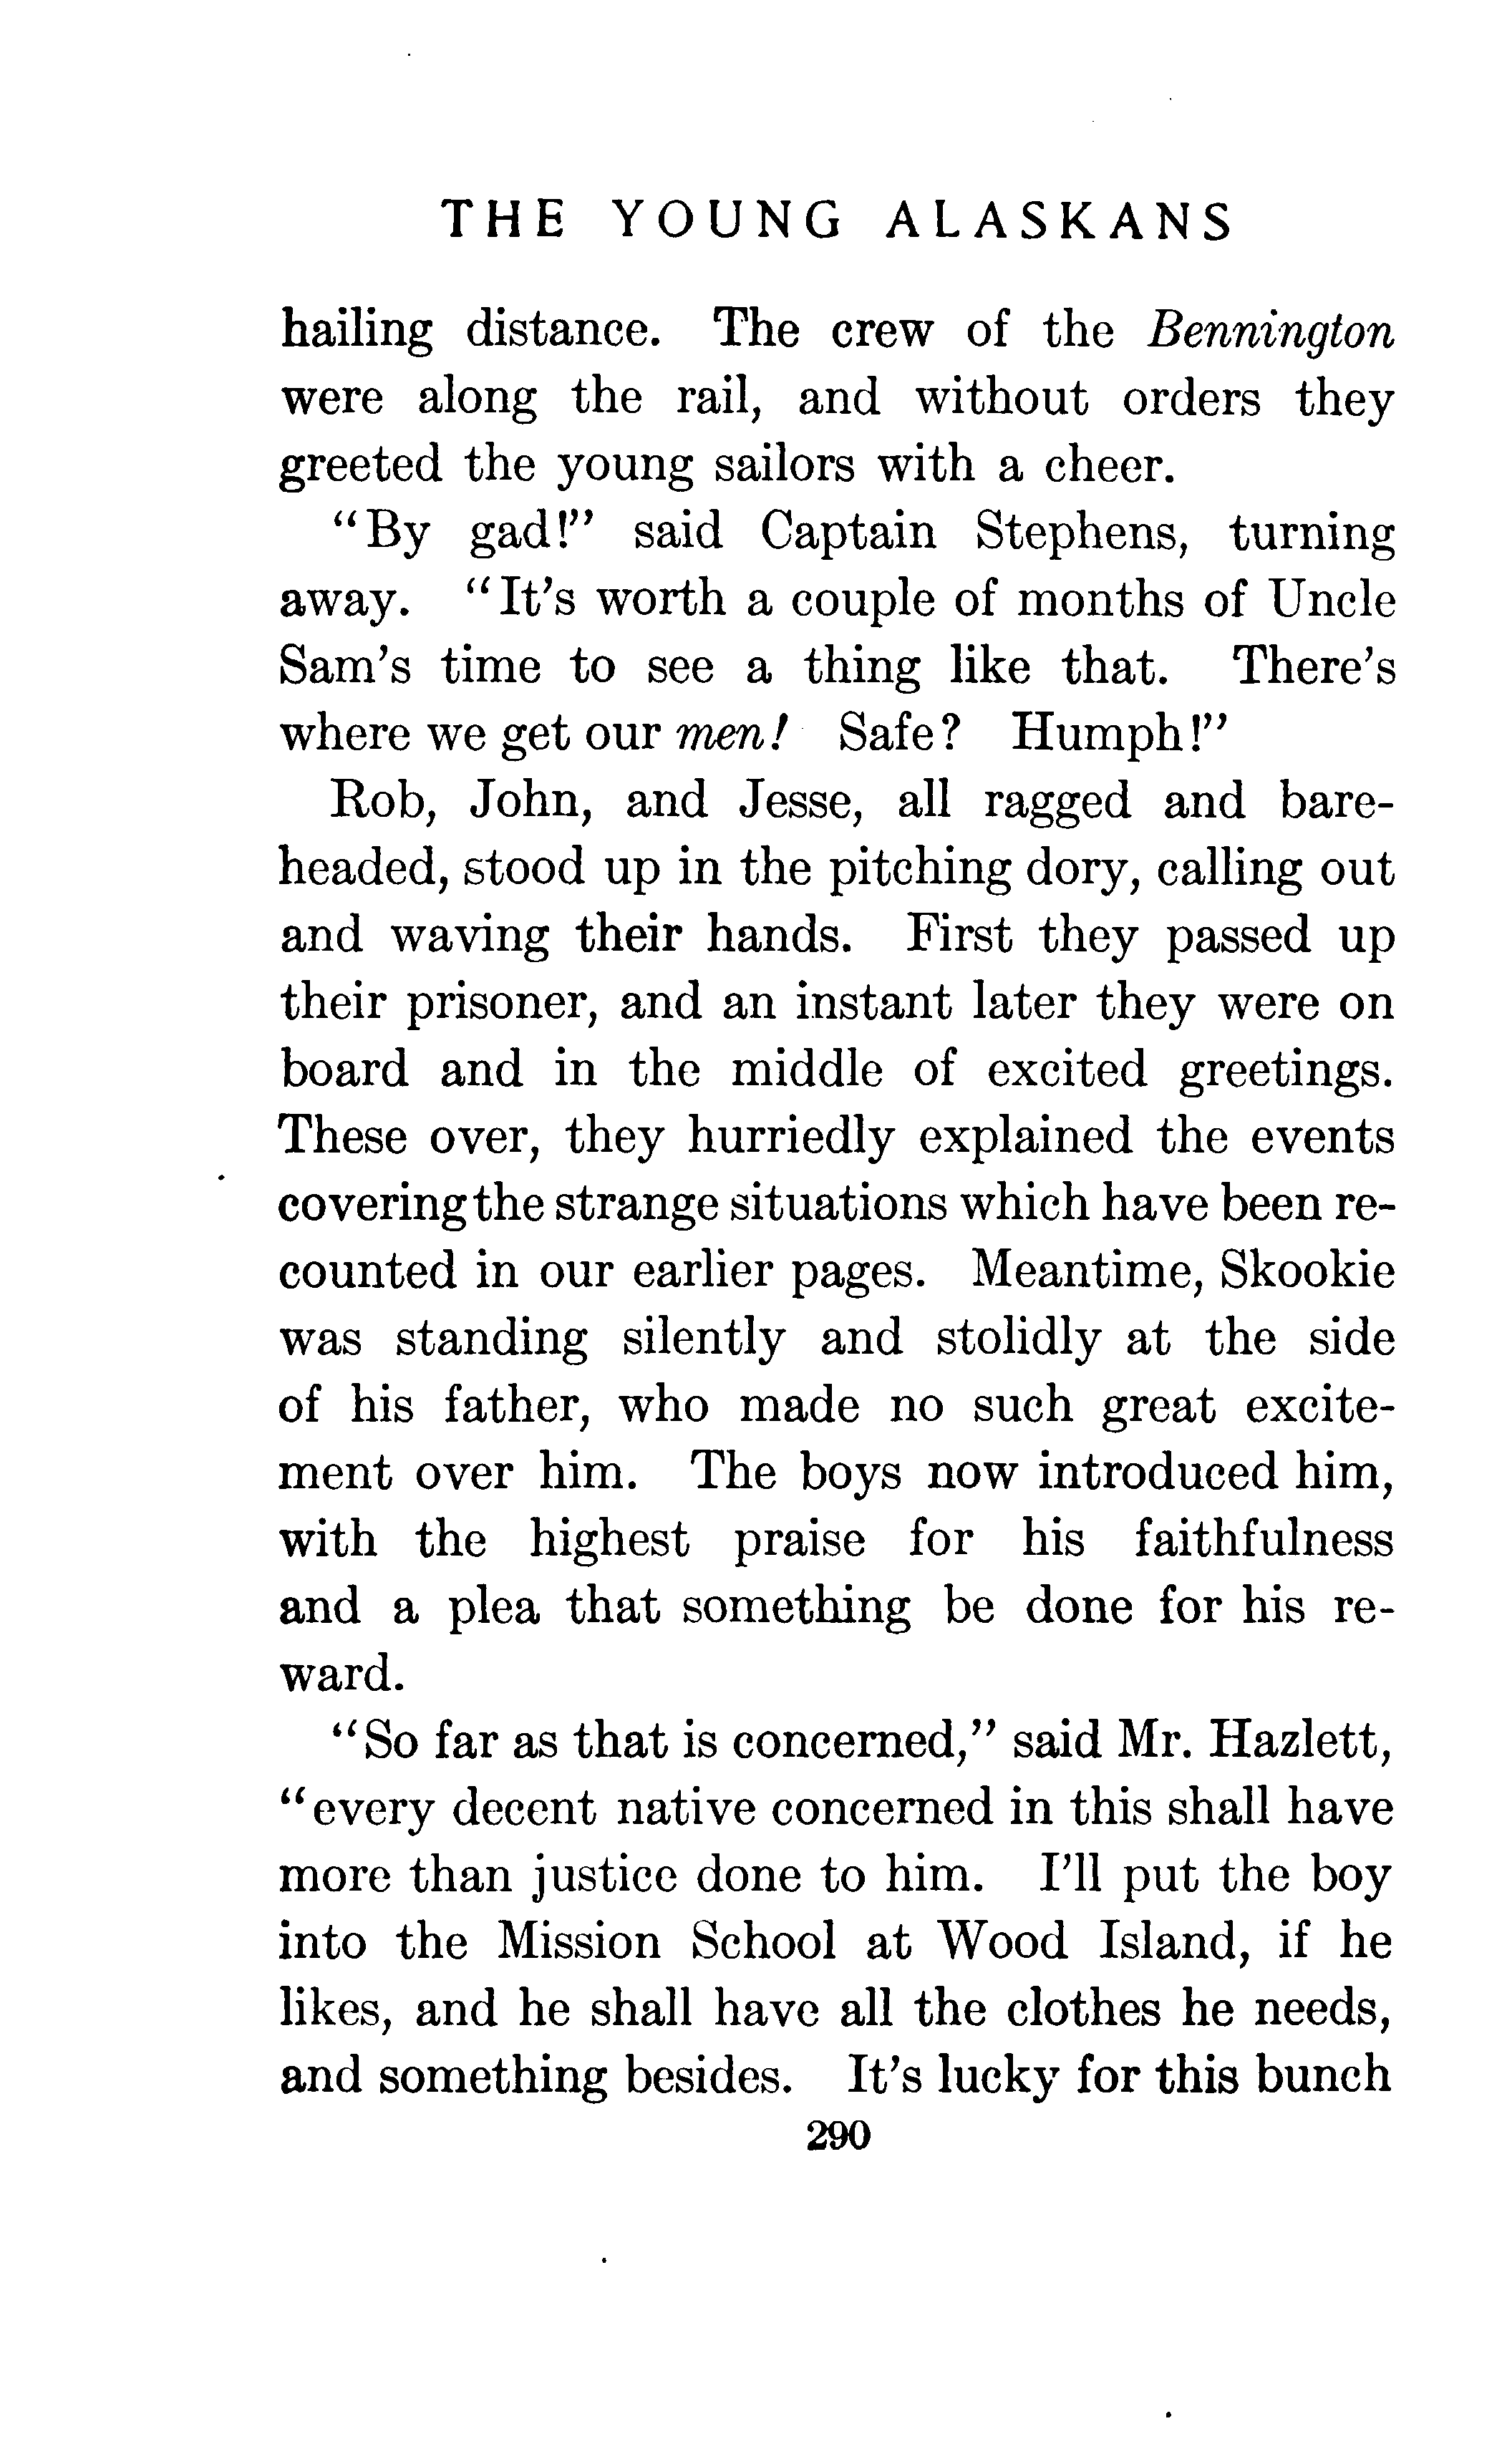 THE YOUNG ALASKANS
hailing distance. The crew of the Bennington
were along the rail, and without orders they
greeted the young sailors with a cheer.
“By gad!” said Captain Stephens, turning
away. “It’s worth a couple of months of Uncle
Sam’s time to see a thing like that. There’s
where we get our men! Safe? Humph!”
Rob, John, and Jesse, all ragged and bare-
headed, stood up in the pitching dory, calling out
and waving their hands. First they passed up
their prisoner, and an instant later they were on
board and in the middle of excited greetings.
These over, they hurriedly explained the events
covering the strange situations which have been re-
counted in our earlier pages. Meantime, Skookie
was standing silently and stolidly at the side
of his father, who made no such great excite-
ment over him. The boys now introduced him,
with the highest praise for his faithfulness
and a plea that something be done for his re-
ward.
“So far as that is concerned,” said Mr. Hazlett,
“every decent native concerned in this shall have
more than justice done to him. I’ll put the boy
into the Mission School at Wood Island, if he
likes, and he shall have all the clothes he needs,
and something besides. It’s lucky for this bunch
290